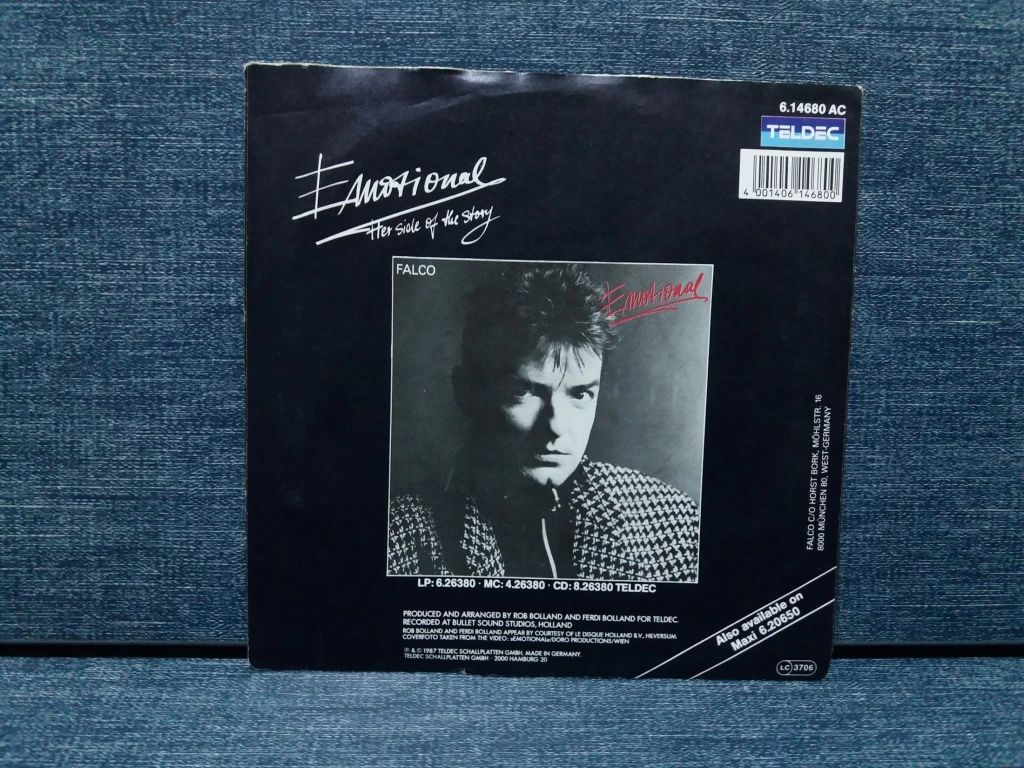 6.14680 AC
TELDEC
4 001406 146800
Emotional
Her side of the story
FALCO
Emotional
LP: 6.26380 · MC: 4.26380 · CD: 8.26380 TELDEC
FALCO C/O HORST BORK, MÖHLSTR. 16
8000 MÜNCHEN 80, WEST-GERMANY
PRODUCED AND ARRANGED BY ROB BOLLAND AND FERDI BOLLAND FOR TELDEC.
RECORDED AT BULLET SOUND STUDIOS, HOLLAND
ROB BOLLAND AND FERDI BOLLAND APPEAR BY COURTESY OF LE DISQUE HOLLAND B.V., HILVERSUM.
COVERFOTO TAKEN FROM THE VIDEO: »EMOTIONAL«/DORO PRODUCTIONS/WIEN
℗ & © 1987 TELDEC SCHALLPLATTEN GMBH. MADE IN GERMANY.
TELDEC SCHALLPLATTEN GMBH · 2000 HAMBURG 20
Also available on
Maxi 6.20650
LC 3706